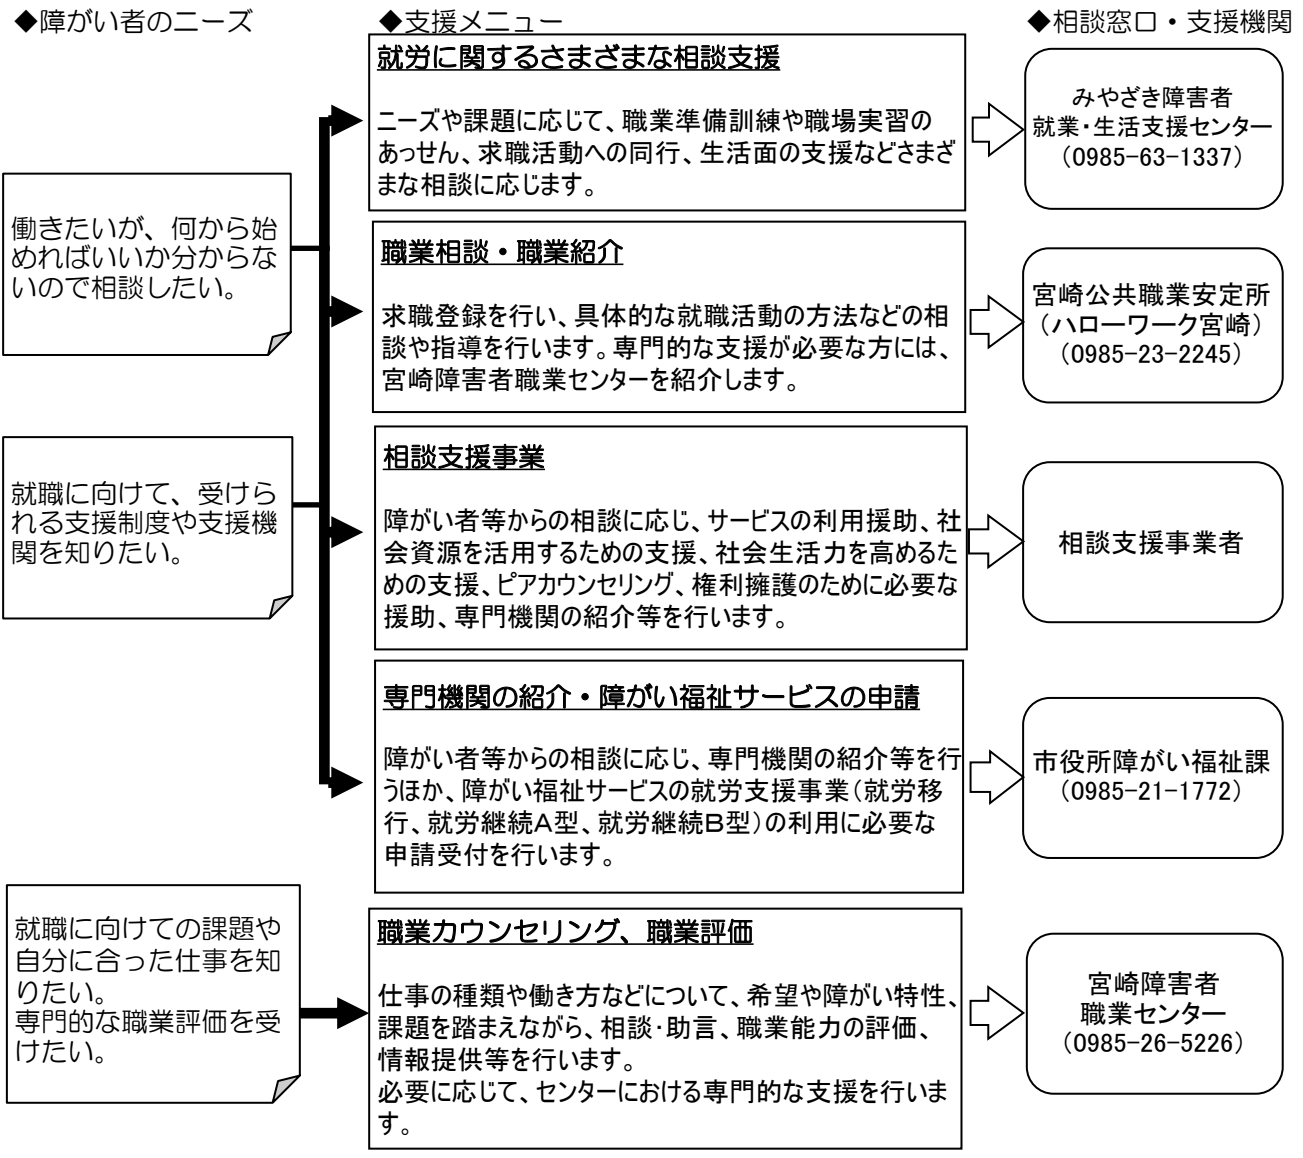 ◆障がい者のニーズ
◆支援メニュー
◆相談窓口・支援機関
働きたいが、何から始
めればいいか分からな
いので相談したい。
就職に向けて、受けら
れる支援制度や支援機
関を知りたい。
就労に関するさまざまな相談支援
ニーズや課題に応じて、職業準備訓練や職場実習の
あっせん、求職活動への同行、生活面の支援などさまざ
まな相談に応じます。
みやざき障害者
就業・生活支援センター
（0985-63-1337）
職業相談・職業紹介
求職登録を行い、具体的な就職活動の方法などの相
談や指導を行います。専門的な支援が必要な方には、
宮崎障害者職業センターを紹介します。
宮崎公共職業安定所
（ハローワーク宮崎）
（0985-23-2245）
相談支援事業
障がい者等からの相談に応じ、サービスの利用援助、社
会資源を活用するための支援、社会生活力を高めるた
めの支援、ピアカウンセリング、権利擁護のために必要な
援助、専門機関の紹介等を行います。
相談支援事業者
専門機関の紹介・障がい福祉サービスの申請
障がい者等からの相談に応じ、専門機関の紹介等を行
うほか、障がい福祉サービスの就労支援事業（就労移
行、就労継続Ａ型、就労継続Ｂ型）の利用に必要な
申請受付を行います。
市役所障がい福祉課
（0985-21-1772）
就職に向けての課題や
自分に合った仕事を知
りたい。
専門的な職業評価を受
けたい。
職業カウンセリング、職業評価
仕事の種類や働き方などについて、希望や障がい特性、
課題を踏まえながら、相談・助言、職業能力の評価、
情報提供等を行います。
必要に応じて、センターにおける専門的な支援を行いま
す。
宮崎障害者
職業センター
（0985-26-5226）